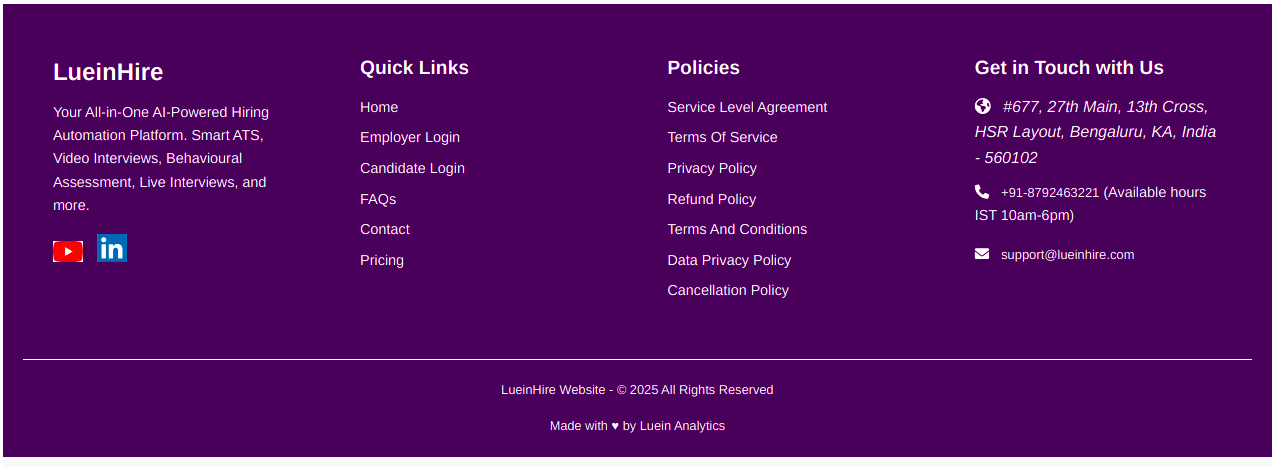 LueinHire
Your All-in-One AI-Powered Hiring
Automation Platform. Smart ATS,
Video Interviews, Behavioural
Assessment, Live Interviews, and
more.
in
Quick Links
Home
Employer Login
Candidate Login
FAQs
Contact
Pricing
Policies
Service Level Agreement
Terms Of Service
Privacy Policy
Refund Policy
Terms And Conditions
Data Privacy Policy
Cancellation Policy
Get in Touch with Us
#677, 27th Main, 13th Cross,
HSR Layout, Bengaluru, KA, India
- 560102
+91-8792463221 (Available hours
IST 10am-6pm)
support@lueinhire.com
LueinHire Website - © 2025 All Rights Reserved
Made with ♥ by Luein Analytics